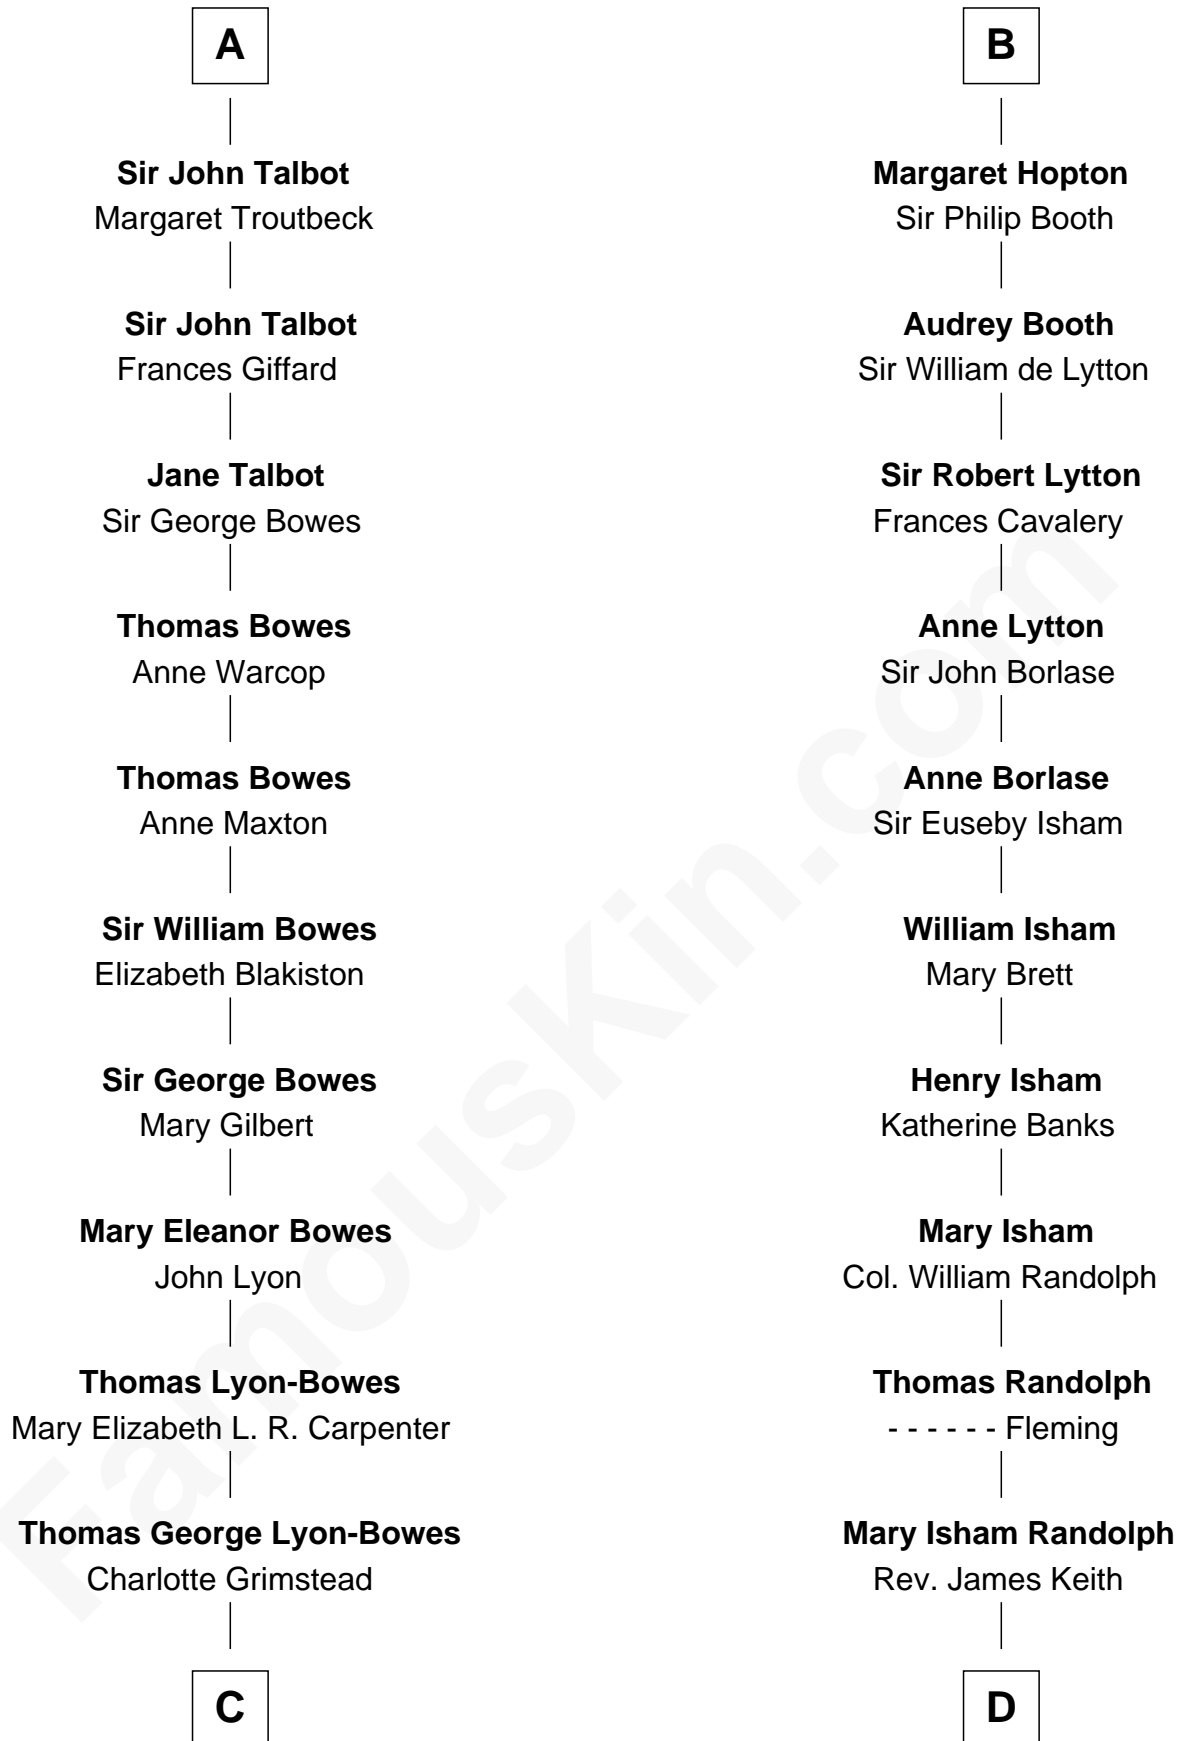 A
Sir John Talbot
Margaret Troutbeck
Sir John Talbot
Frances Giffard
Jane Talbot
Sir George Bowes
Thomas Bowes
Anne Warcop
Thomas Bowes
Anne Maxton
Sir William Bowes
Elizabeth Blakiston
Sir George Bowes
Mary Gilbert
Mary Eleanor Bowes
John Lyon
Thomas Lyon-Bowes
Mary Elizabeth L. R. Carpenter
Thomas George Lyon-Bowes
Charlotte Grimstead
C
B
Margaret Hopton
Sir Philip Booth
Audrey Booth
Sir William de Lytton
Sir Robert Lytton
Frances Cavalery
Anne Lytton
Sir John Borlase
Anne Borlase
Sir Euseby Isham
William Isham
Mary Brett
Henry Isham
Katherine Banks
Mary Isham
Col. William Randolph
Thomas Randolph
- - - - - - Fleming
Mary Isham Randolph
Rev. James Keith
D
FamousKin.com